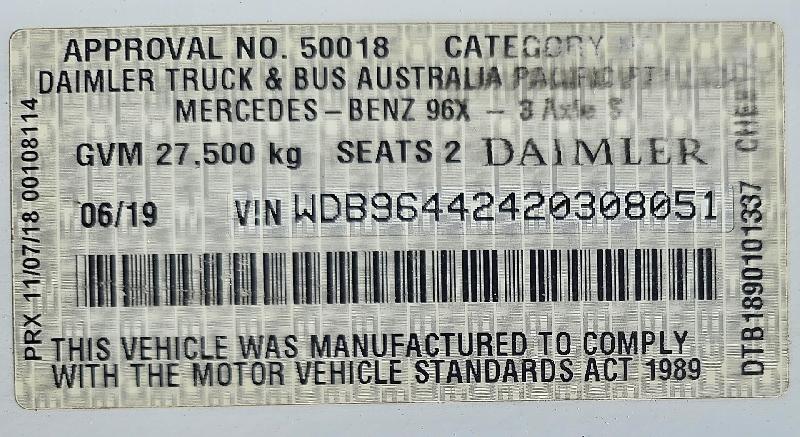 APPROVAL NO. 50018 CATEGORY
DAIMLER TRUCK & BUS AUSTRALIA PACIFIC
MERCEDES-BENZ 96X - 3 Axle S
GVM 27,500 kg SEATS 2 DAIMLER
06/19 VIN WDB96442420308051
THIS VEHICLE WAS MANUFACTURED TO COMPLY
WITH THE MOTOR VEHICLE STANDARDS ACT 1989
PRX 11/07/18 00108114
DTB1890101337